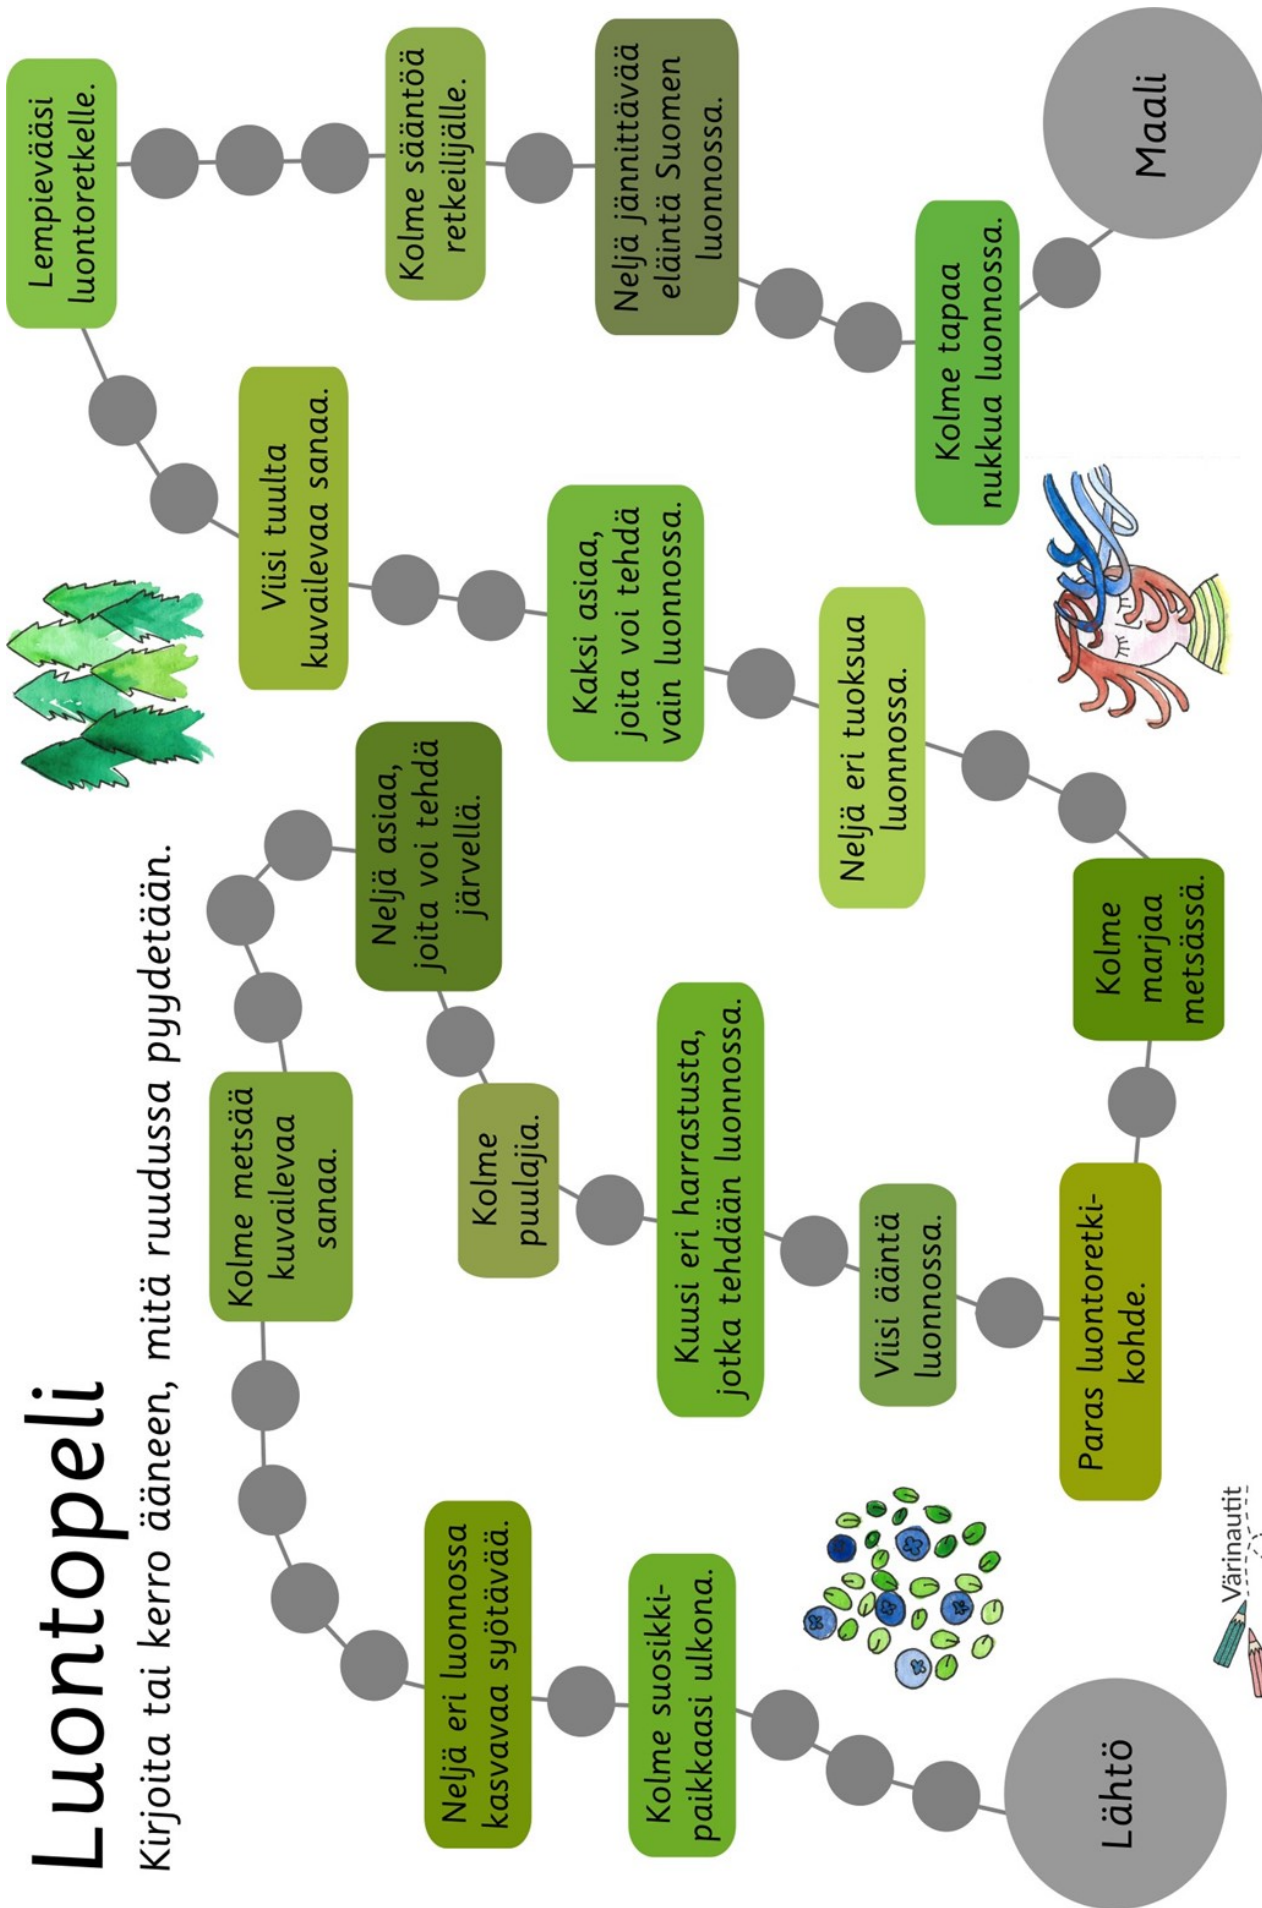 Luontopeli
Kirjoita tai kerro ääneen, mitä ruudussa pyydetään.
Lähtö
Kolme suosikki-
paikkaasi ulkona.
Neljä eri luonnossa
kasvavaa syötävää.
Kolme metsää
kuvailevaa
sanaa.
Neljä asiaa,
joita voi tehdä
järvellä.
Kolme
puulajia.
Kuusi eri harrastusta,
jotka tehdään luonnossa.
Viisi ääntä
luonnossa.
Paras luontoretki-
kohde.
Kolme
marjaa
metsässä.
Neljä eri tuoksua
luonnossa.
Kaksi asiaa,
joita voi tehdä
vain luonnossa.
Viisi tuulta
kuvailevaa sanaa.
Lempievääsi
luontoretkelle.
Kolme sääntöä
retkeilijälle.
Neljä jännittävää
eläintä Suomen
luonnossa.
Kolme tapaa
nukkua luonnossa.
Maali
Värinautit